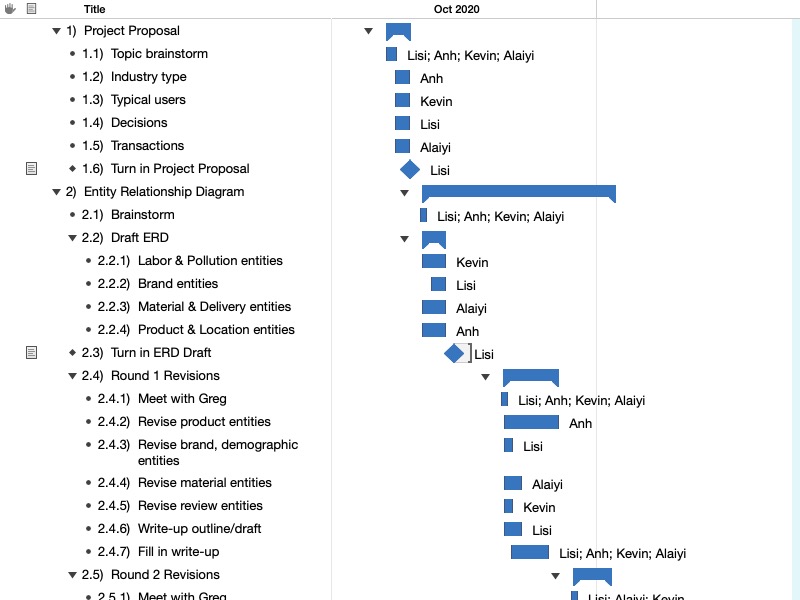 Title Oct 2020
1) Project Proposal
1.1) Topic brainstorm Lisi; Anh; Kevin; Alaiyi
1.2) Industry type Anh
1.3) Typical users Kevin
1.4) Decisions Lisi
1.5) Transactions Alaiyi
1.6) Turn in Project Proposal Lisi
2) Entity Relationship Diagram
2.1) Brainstorm Lisi; Anh; Kevin; Alaiyi
2.2) Draft ERD
2.2.1) Labor & Pollution entities Kevin
2.2.2) Brand entities Lisi
2.2.3) Material & Delivery entities Alaiyi
2.2.4) Product & Location entities Anh
2.3) Turn in ERD Draft Lisi
2.4) Round 1 Revisions
2.4.1) Meet with Greg Lisi; Anh; Kevin; Alaiyi
2.4.2) Revise product entities Anh
2.4.3) Revise brand, demographic Lisi
entities
2.4.4) Revise material entities Alaiyi
2.4.5) Revise review entities Kevin
2.4.6) Write-up outline/draft Lisi
2.4.7) Fill in write-up Lisi; Anh; Kevin; Alaiyi
2.5) Round 2 Revisions
2.5.1) Meet with Greg Lisi; Alaiyi; Kevin